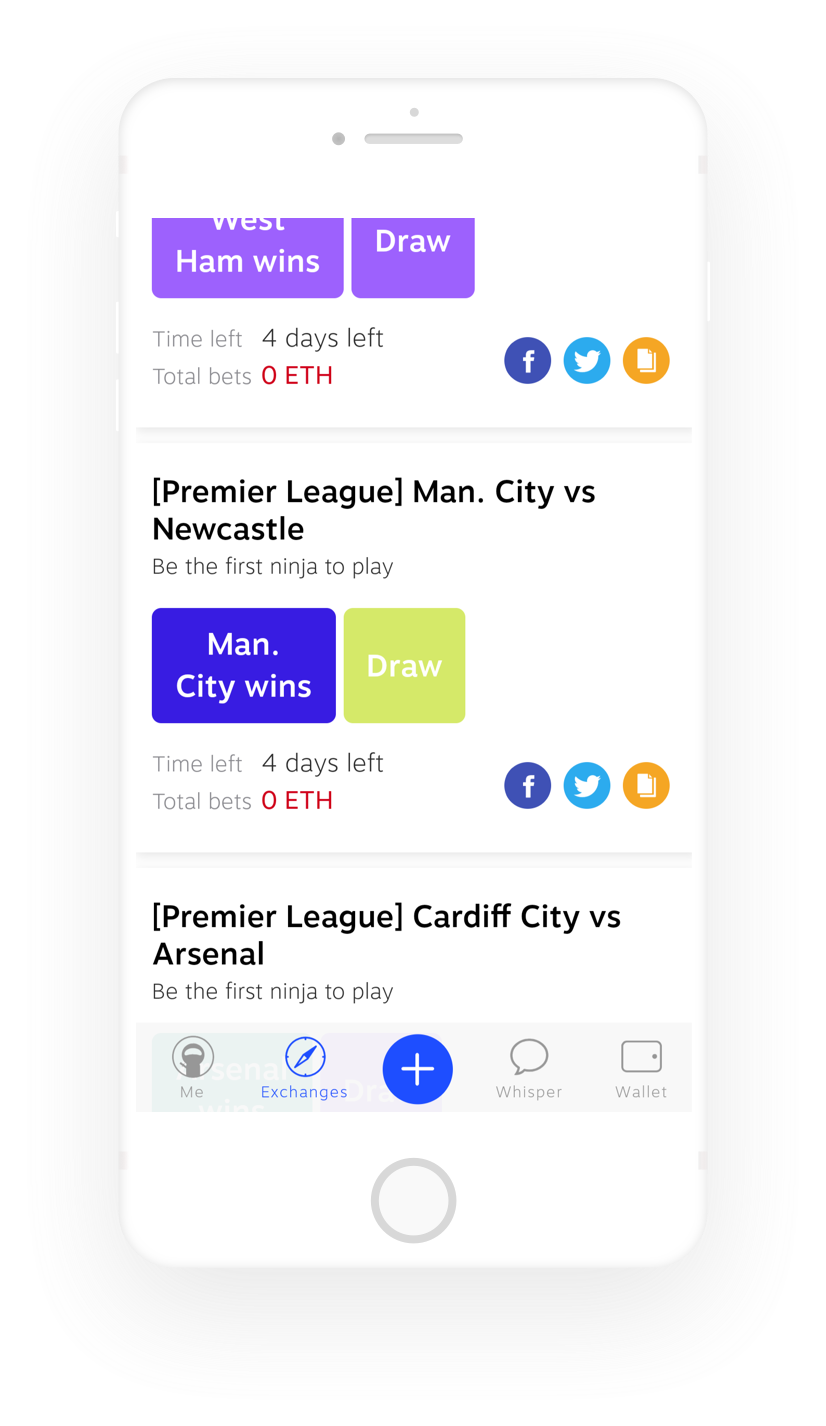 West
Ham wins
Draw
Time left 4 days left
Total bets 0 ETH
[Premier League] Man. City vs
Newcastle
Be the first ninja to play
Man.
City wins
Draw
Time left 4 days left
Total bets 0 ETH
[Premier League] Cardiff City vs
Arsenal
Be the first ninja to play
Arsenal
wins
Draw
Me
Exchanges
Whisper
Wallet